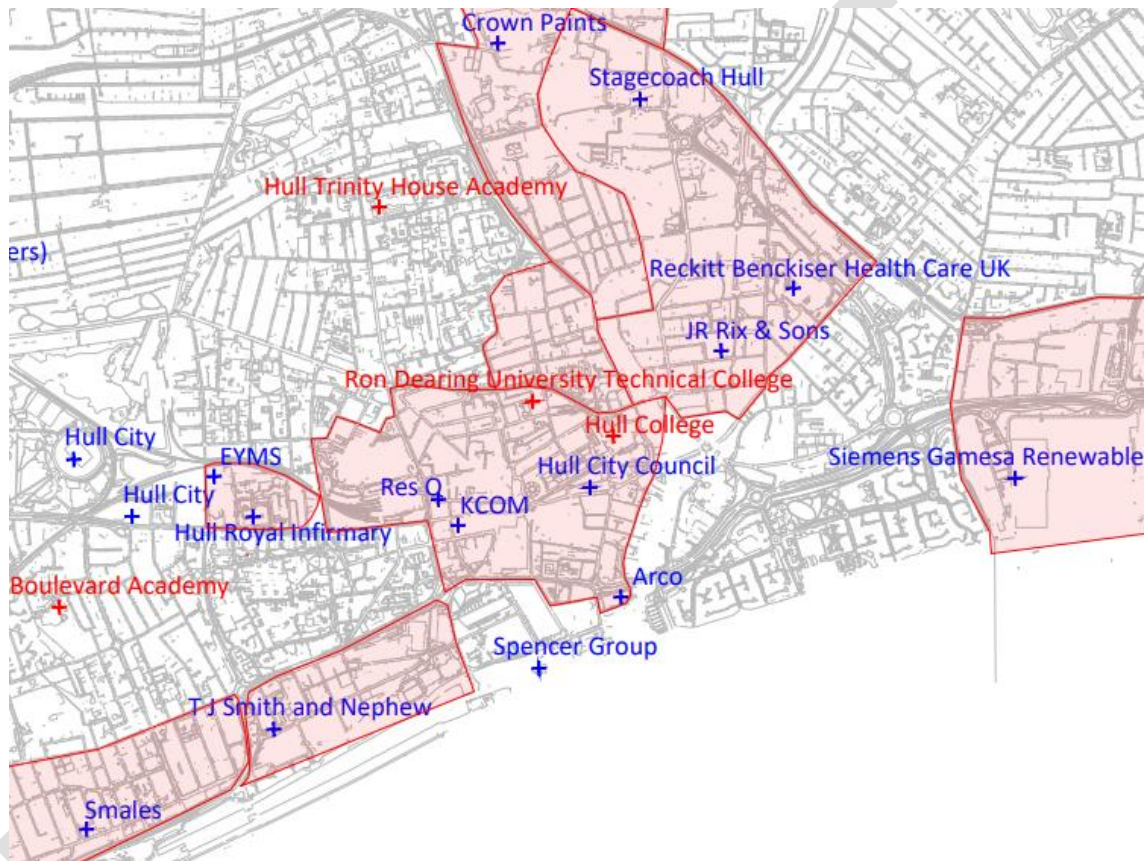 Crown Paints
Stagecoach Hull
Hull Trinity House Academy
ers)
Reckitt Benckiser Health Care UK
JR Rix & Sons
Ron Dearing University Technical College
Hull College
Hull City
EYMS
Hull City Council
Siemens Gamesa Renewable
Res Q
Hull City
KCOM
Hull Royal Infirmary
Boulevard Academy
Arco
Spencer Group
T J Smith and Nephew
Smales